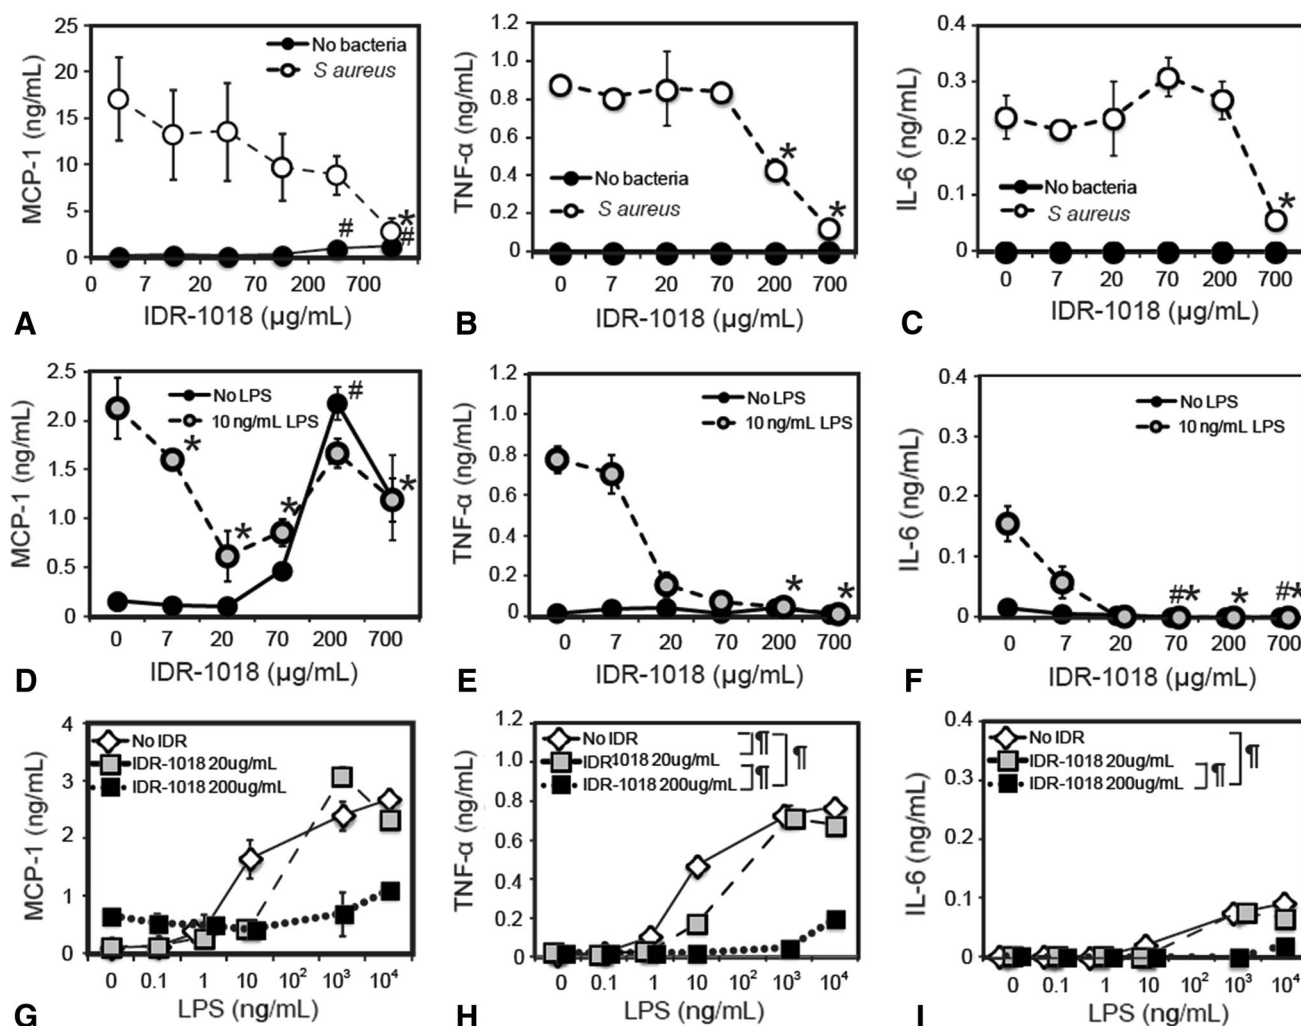 25
20
15
10
5
0
MCP-1 (ng/mL)
No bacteria
S aureus
#
*
#
0 7 20 70 200 700
IDR-1018 (µg/mL)
A
1.2
1.0
0.8
0.6
0.4
0.2
0
TNF-α (ng/mL)
No bacteria
S aureus
*
*
0 7 20 70 200 700
IDR-1018 (µg/mL)
B
0.4
0.3
0.2
0.1
0
IL-6 (ng/mL)
No bacteria
S aureus
*
0 7 20 70 200 700
IDR-1018 (µg/mL)
C
2.5
2.0
1.5
1.0
0.5
0
MCP-1 (ng/mL)
No LPS
10 ng/mL LPS
#
*
*
*
*
0 7 20 70 200 700
IDR-1018 (µg/mL)
D
1.2
1.0
0.8
0.6
0.4
0.2
0
TNF-α (ng/mL)
No LPS
10 ng/mL LPS
*
*
0 7 20 70 200 700
IDR-1018 (µg/mL)
E
0.4
0.3
0.2
0.1
0
IL-6 (ng/mL)
No LPS
10 ng/mL LPS
#* * #*
0 7 20 70 200 700
IDR-1018 (µg/mL)
F
4
3
2
1
0
MCP-1 (ng/mL)
No IDR
IDR-1018 20ug/mL
IDR-1018 200ug/mL
0 0.1 1 10 10² 10³ 10⁴
LPS (ng/mL)
G
1.2
1.0
0.8
0.6
0.4
0.2
0
TNF-α (ng/mL)
No IDR
IDR 1018 20ug/mL
IDR-1018 200ug/mL
¶
¶
¶
0 0.1 1 10 10² 10³ 10⁴
LPS (ng/mL)
H
0.4
0.3
0.2
0.1
0
IL-6 (ng/mL)
No IDR
IDR-1018 20ug/mL
IDR-1018 200ug/mL
¶
¶
0 0.1 1 10 10² 10³ 10⁴
LPS (ng/mL)
I